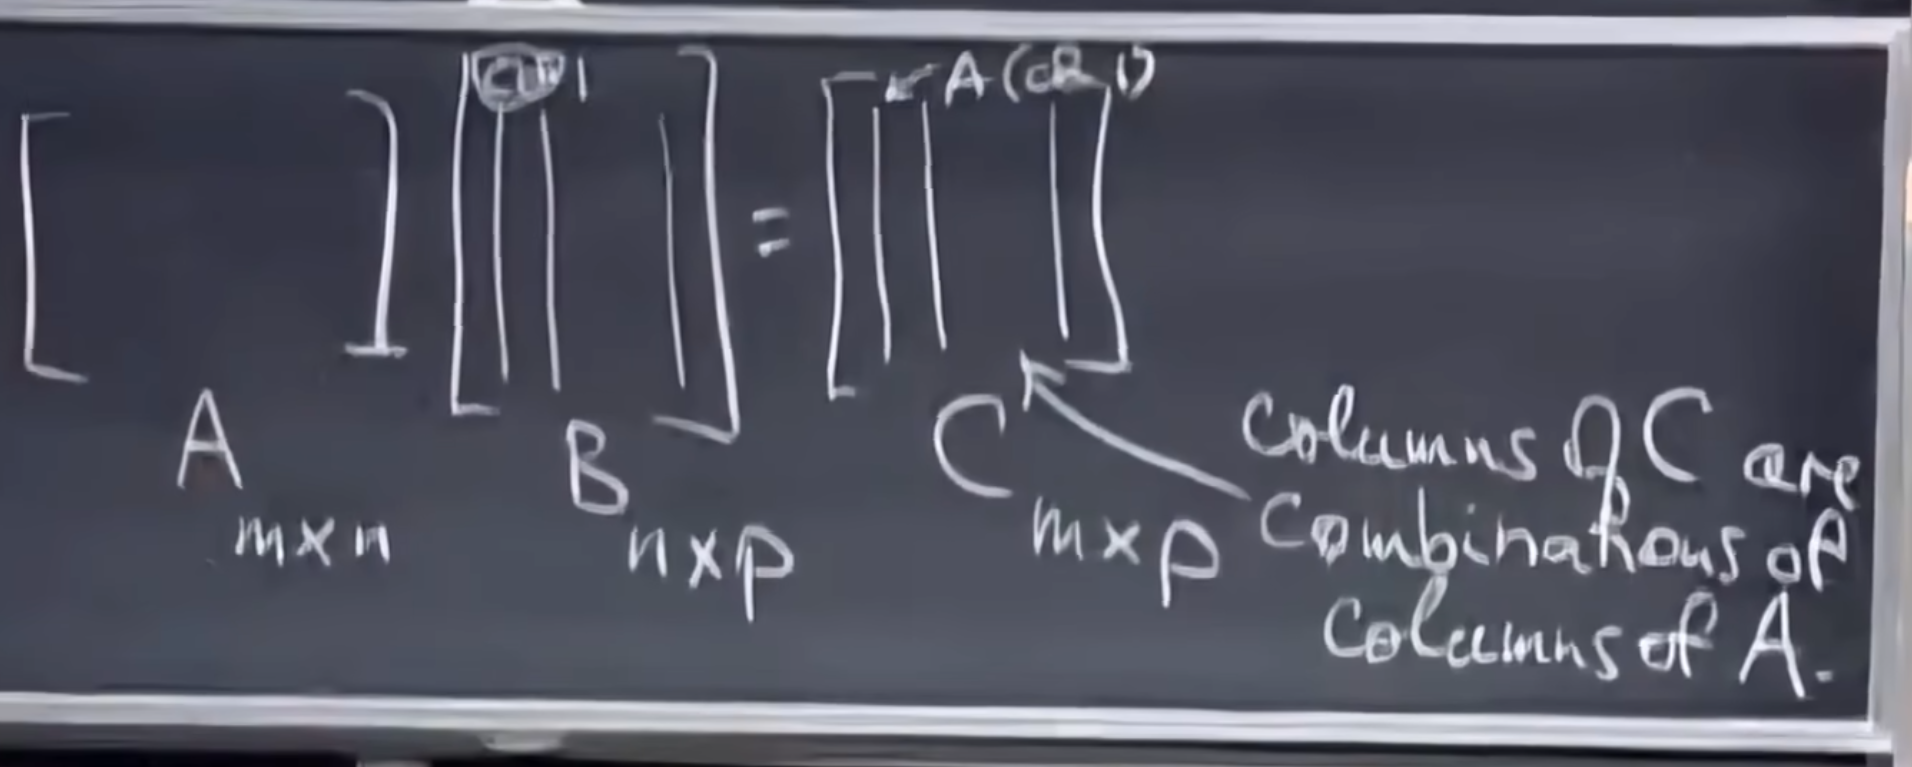 col 1
A (col 1)
=
A
m x n
B
n x p
C
m x p
columns of C are
combinations of
columns of A.